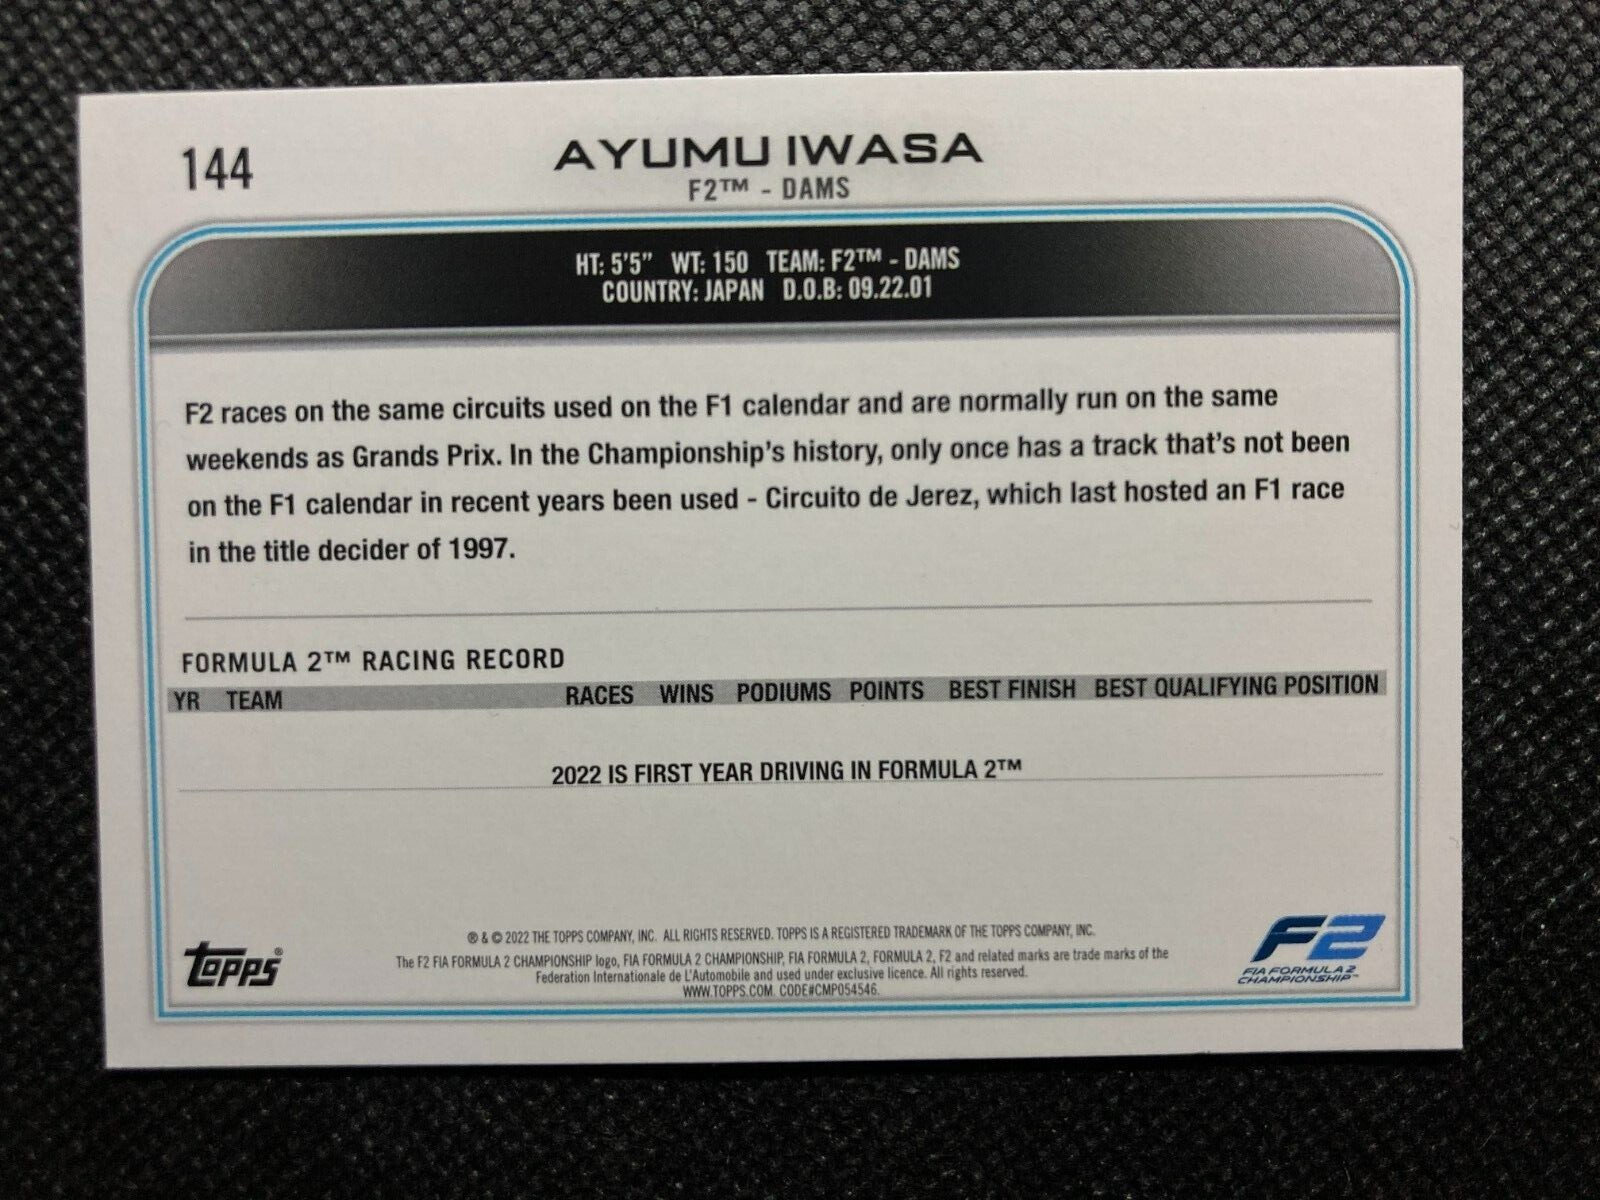 144
AYUMU IWASA
F2™ - DAMS
HT: 5'5" WT: 150 TEAM: F2™ - DAMS
COUNTRY: JAPAN D.O.B: 09.22.01
F2 races on the same circuits used on the F1 calendar and are normally run on the same
weekends as Grands Prix. In the Championship's history, only once has a track that's not been
on the F1 calendar in recent years been used - Circuito de Jerez, which last hosted an F1 race
in the title decider of 1997.
FORMULA 2™ RACING RECORD
YR TEAM RACES WINS PODIUMS POINTS BEST FINISH BEST QUALIFYING POSITION
2022 IS FIRST YEAR DRIVING IN FORMULA 2™
® & © 2022 THE TOPPS COMPANY, INC. ALL RIGHTS RESERVED. TOPPS IS A REGISTERED TRADEMARK OF THE TOPPS COMPANY, INC.
The F2 FIA FORMULA 2 CHAMPIONSHIP logo, FIA FORMULA 2 CHAMPIONSHIP, FIA FORMULA 2, FORMULA 2, F2 and related marks are trade marks of the
Federation Internationale de L'Automobile and used under exclusive licence. All rights reserved.
WWW.TOPPS.COM. CODE#CMP054546.
Topps®
F2
FIA FORMULA 2
CHAMPIONSHIP™